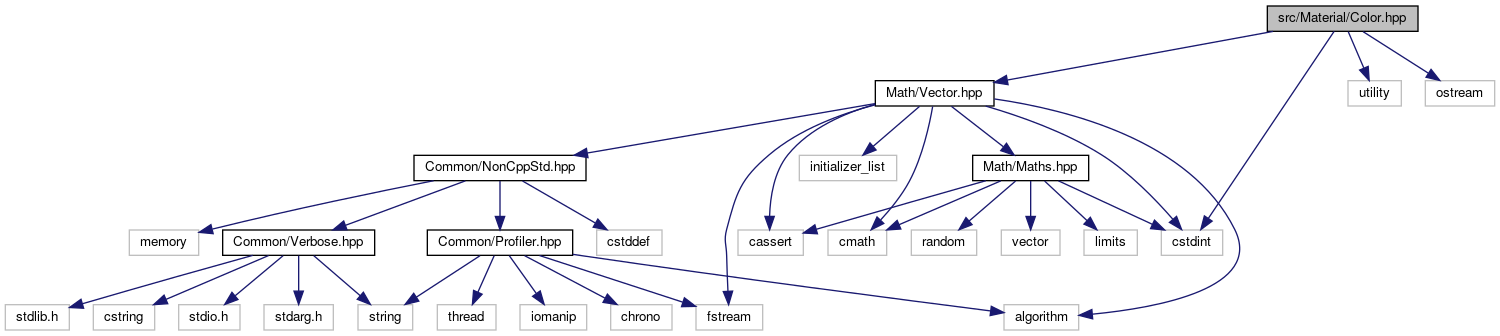 src/Material/Color.hpp
Math/Vector.hpp
utility
ostream
Common/NonCppStd.hpp
initializer_list
Math/Maths.hpp
memory
Common/Verbose.hpp
Common/Profiler.hpp
cstddef
cassert
cmath
random
vector
limits
cstdint
stdlib.h
cstring
stdio.h
stdarg.h
string
thread
iomanip
chrono
fstream
algorithm